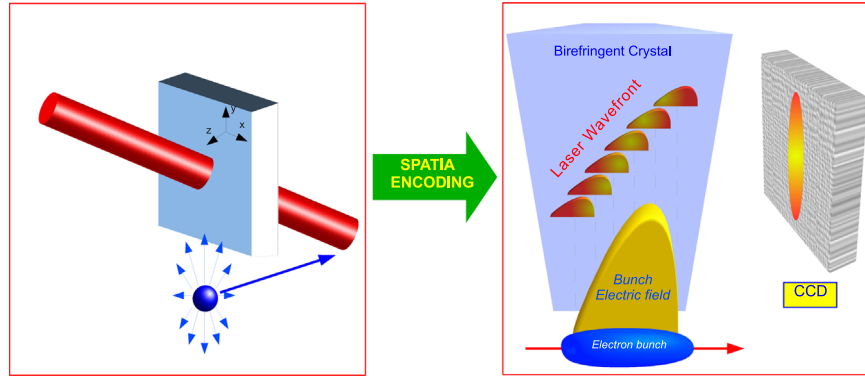 y
z
x
SPATIA
ENCODING
Birefringent Crystal
Laser Wavefront
Bunch
Electric field
Electron bunch
CCD